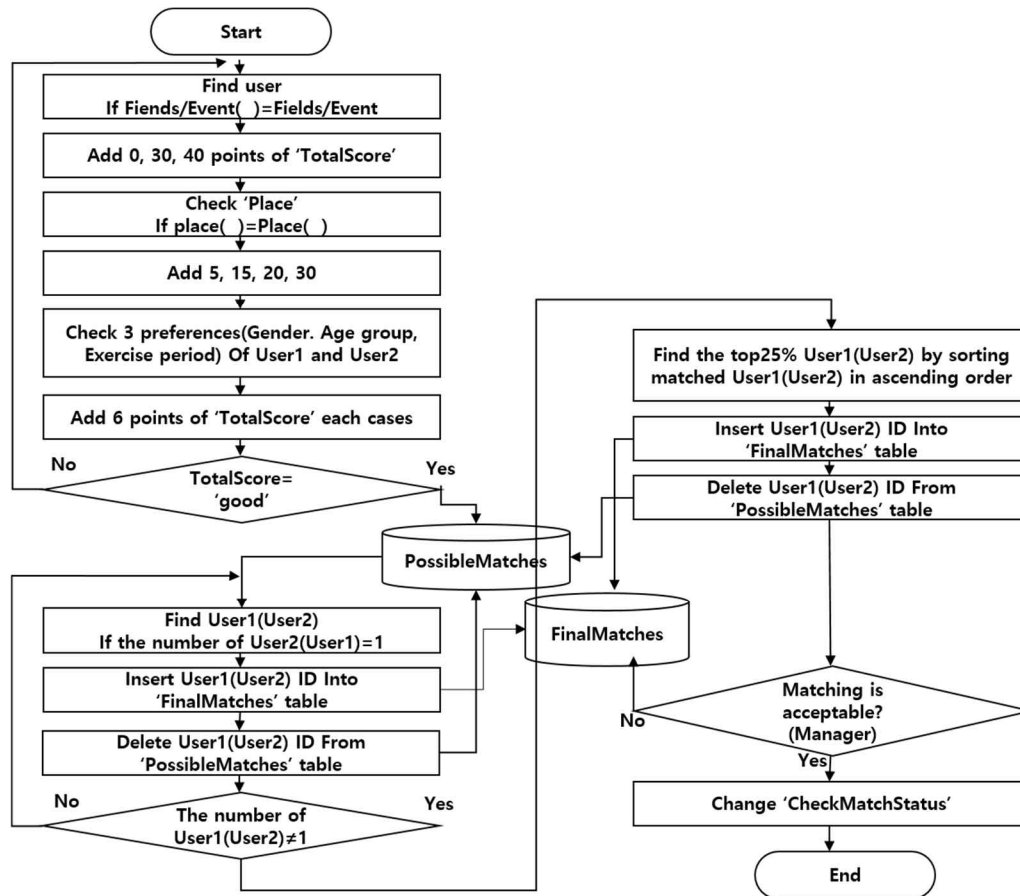 Start
Find user
If Fiends/Event( )=Fields/Event
Add 0, 30, 40 points of ‘TotalScore’
Check ‘Place’
If place( )=Place( )
Add 5, 15, 20, 30
Check 3 preferences(Gender. Age group,
Exercise period) Of User1 and User2
Add 6 points of ‘TotalScore’ each cases
No
Yes
TotalScore=
‘good’
PossibleMatches
FinalMatches
Find User1(User2)
If the number of User2(User1)=1
Insert User1(User2) ID Into
‘FinalMatches’ table
Delete User1(User2) ID From
‘PossibleMatches’ table
No
Yes
The number of
User1(User2)≠1
Find the top25% User1(User2) by sorting
matched User1(User2) in ascending order
Insert User1(User2) ID Into
‘FinalMatches’ table
Delete User1(User2) ID From
‘PossibleMatches’ table
Matching is
acceptable?
(Manager)
No
Yes
Change ‘CheckMatchStatus’
End